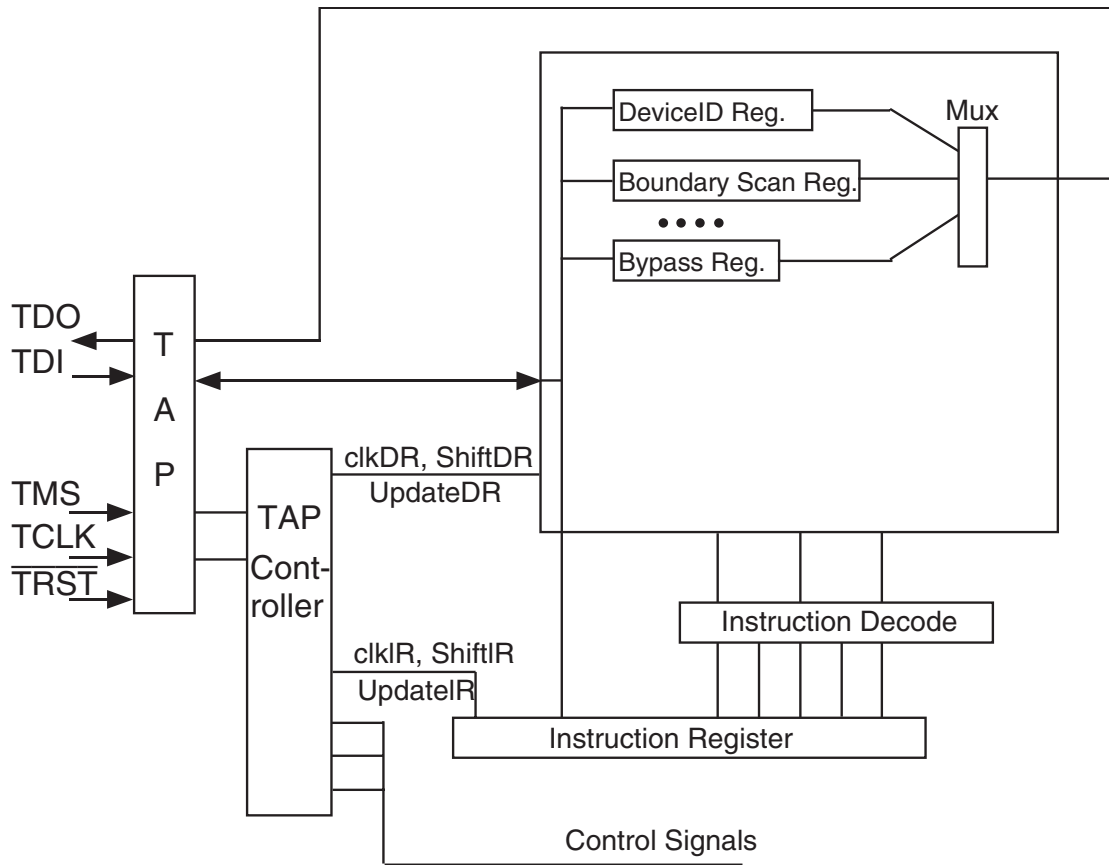 DeviceID Reg.
Mux
Boundary Scan Reg.
Bypass Reg.
TDO
TDI
TMS
TCLK
TRST
T
A
P
TAP
Cont-
roller
clkDR, ShiftDR
UpdateDR
Instruction Decode
clkIR, ShiftIR
UpdateIR
Instruction Register
Control Signals